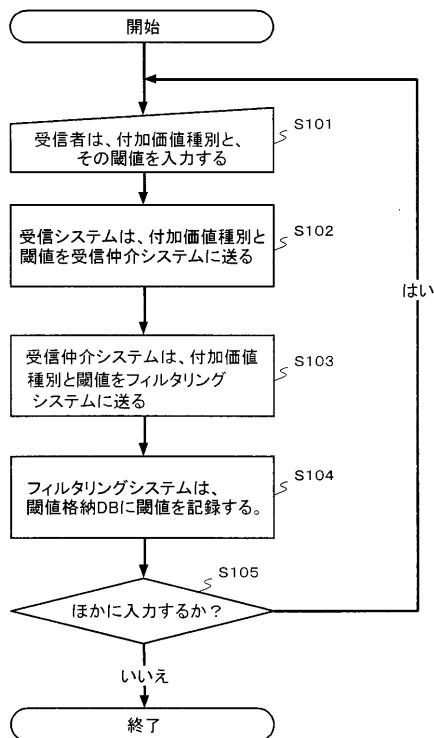 開始
受信者は、付加価値種別と、
その閾値を入力する
S101
受信システムは、付加価値種別と
閾値を受信仲介システムに送る
S102
受信仲介システムは、付加価値
種別と閾値をフィルタリング
システムに送る
S103
フィルタリングシステムは、
閾値格納DBに閾値を記録する。
S104
ほかに入力するか?
S105
はい
いいえ
終了